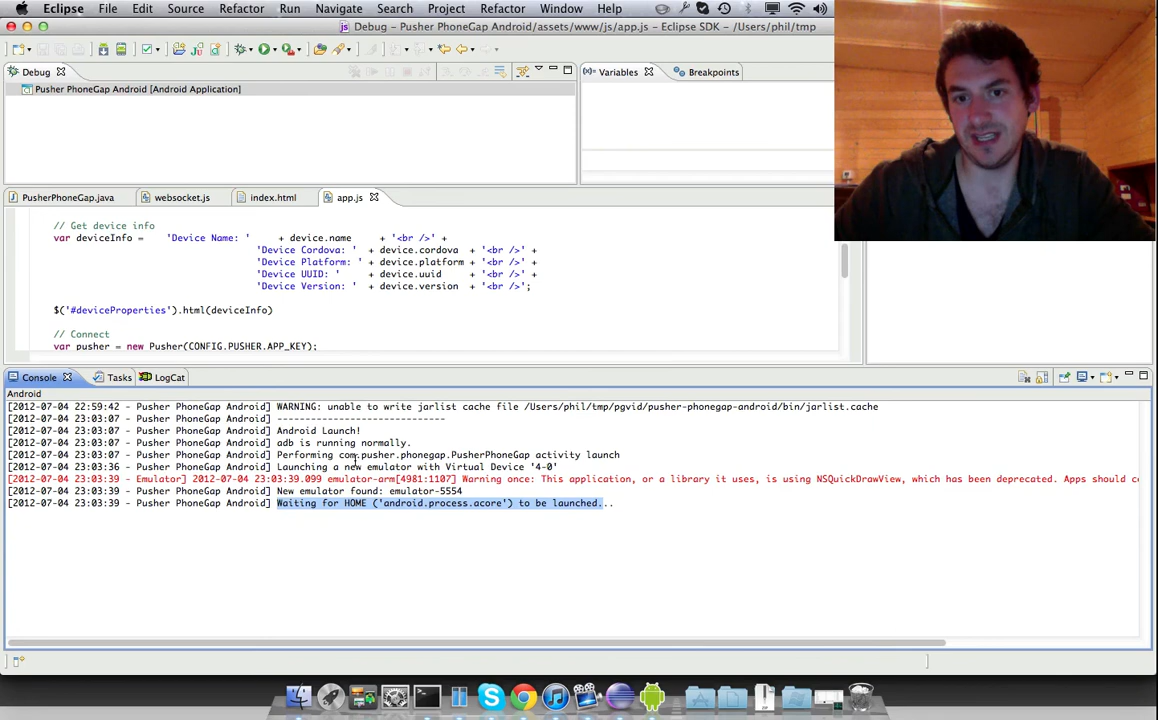 Eclipse File Edit Source Refactor Run Navigate Search Project Refactor Window Help
Debug - Pusher PhoneGap Android/assets/www/js/app.js - Eclipse SDK - /Users/phil/tmp
Debug
Variables Breakpoints
Pusher PhoneGap Android [Android Application]
PusherPhoneGap.java websocket.js index.html app.js
// Get device info
var deviceInfo = 'Device Name: ' + device.name + '<br />' +
'Device Cordova: ' + device.cordova + '<br />' +
'Device Platform: ' + device.platform + '<br />' +
'Device UUID: ' + device.uuid + '<br />' +
'Device Version: ' + device.version + '<br />';
$('#deviceProperties').html(deviceInfo)
// Connect
var pusher = new Pusher(CONFIG.PUSHER.APP_KEY);
Console Tasks LogCat
Android
[2012-07-04 22:59:42 - Pusher PhoneGap Android] WARNING: unable to write jarlist cache file /Users/phil/tmp/pgvid/pusher-phonegap-android/bin/jarlist.cache
[2012-07-04 23:03:07 - Pusher PhoneGap Android] ------------------------------
[2012-07-04 23:03:07 - Pusher PhoneGap Android] Android Launch!
[2012-07-04 23:03:07 - Pusher PhoneGap Android] adb is running normally.
[2012-07-04 23:03:07 - Pusher PhoneGap Android] Performing com.pusher.phonegap.PusherPhoneGap activity launch
[2012-07-04 23:03:36 - Pusher PhoneGap Android] Launching a new emulator with Virtual Device '4-0'
[2012-07-04 23:03:39 - Emulator] 2012-07-04 23:03:39.099 emulator-arm[4981:1107] Warning once: This application, or a library it uses, is using NSQuickDrawView, which has been deprecated. Apps should c
[2012-07-04 23:03:39 - Pusher PhoneGap Android] New emulator found: emulator-5554
[2012-07-04 23:03:39 - Pusher PhoneGap Android] Waiting for HOME ('android.process.acore') to be launched...